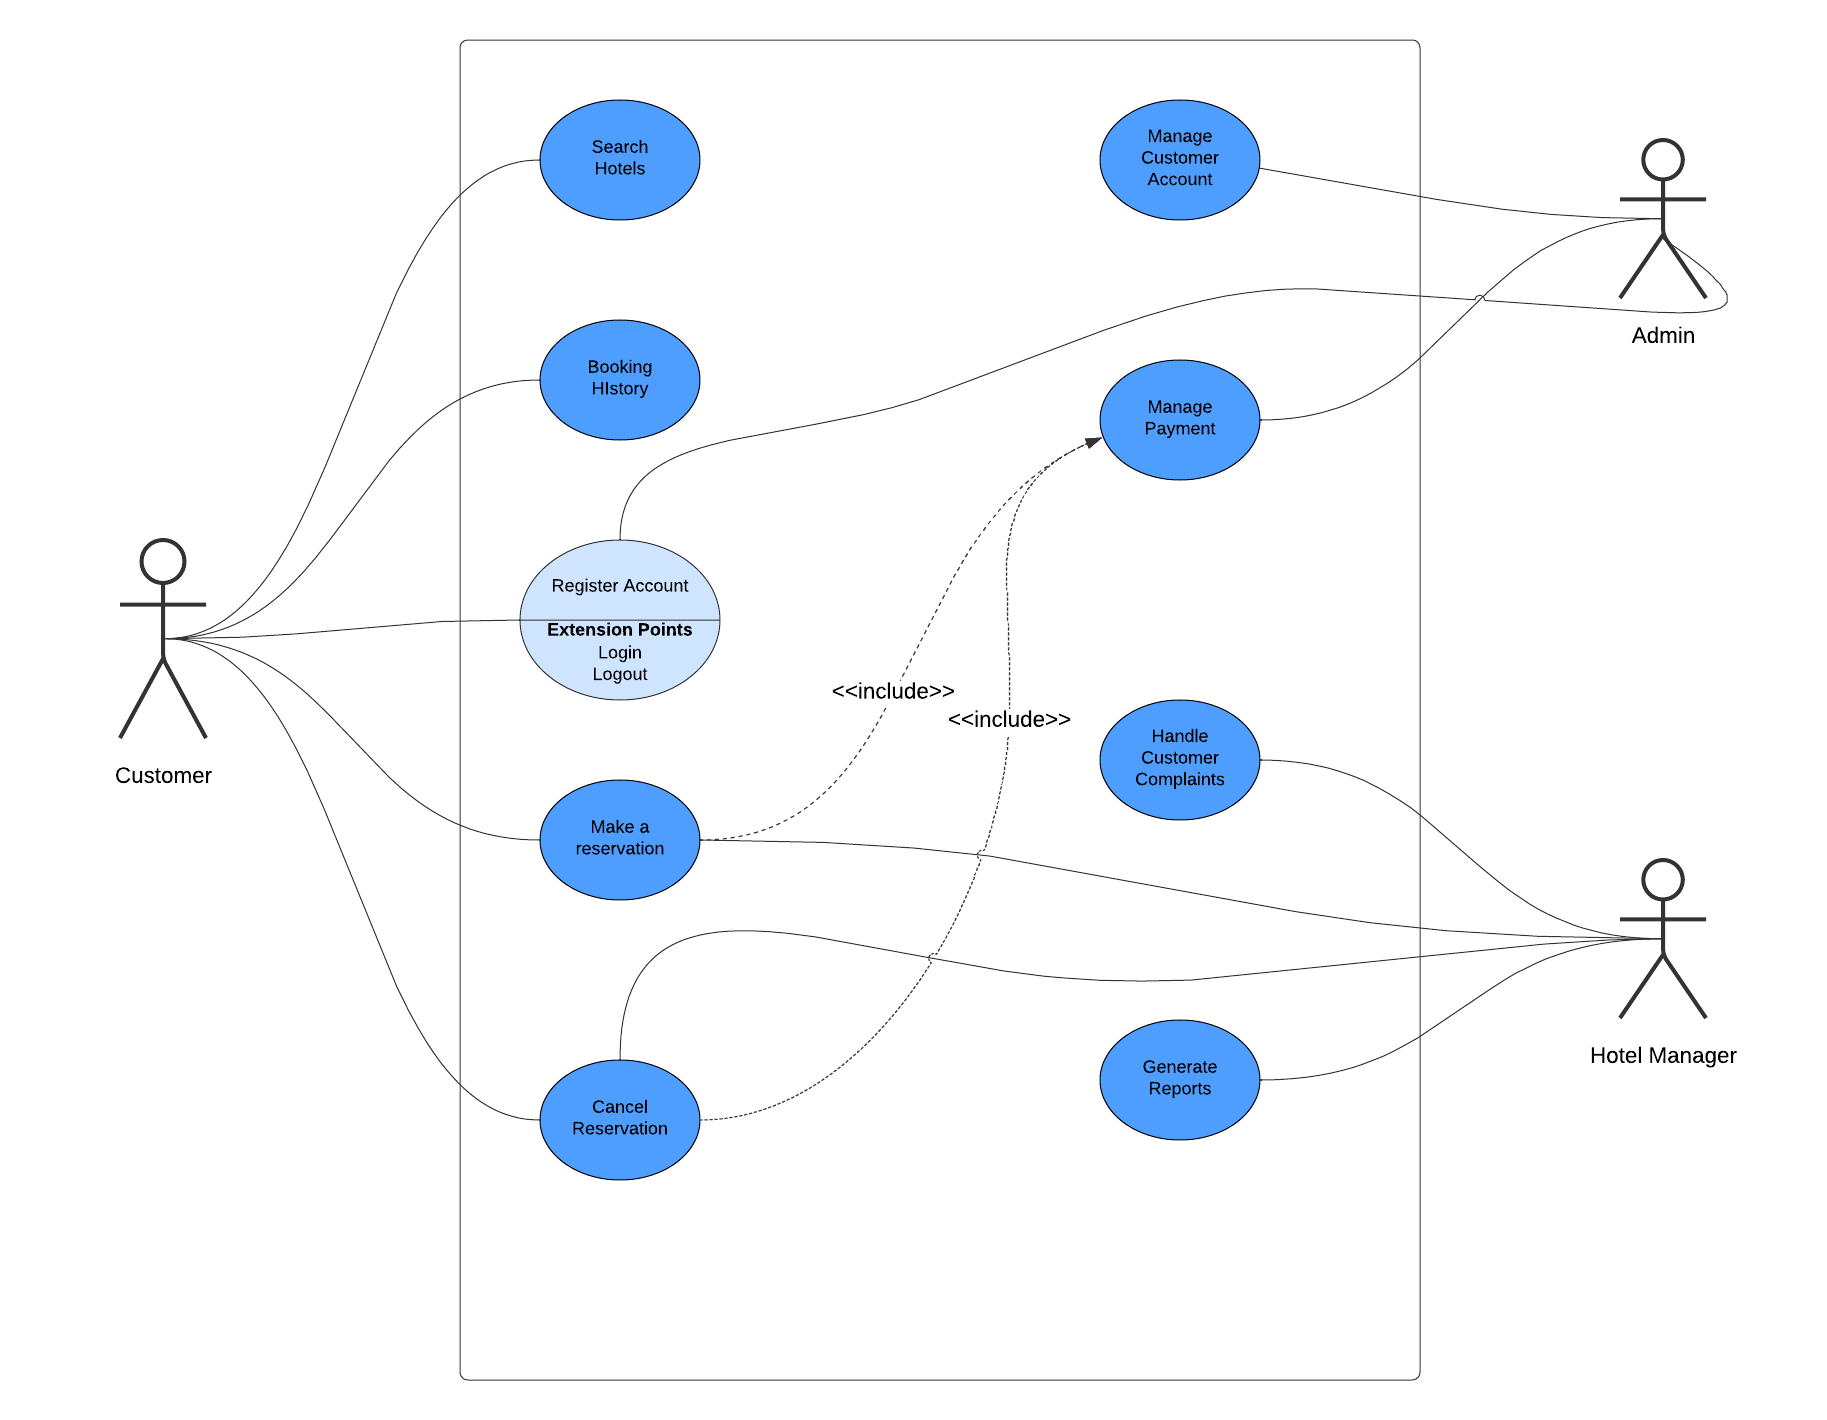 Search
Hotels
Manage
Customer
Account
Admin
Booking
HIstory
Manage
Payment
Register Account
Extension Points
Login
Logout
<<include>>
<<include>>
Customer
Handle
Customer
Complaints
Make a
reservation
Hotel Manager
Generate
Reports
Cancel
Reservation